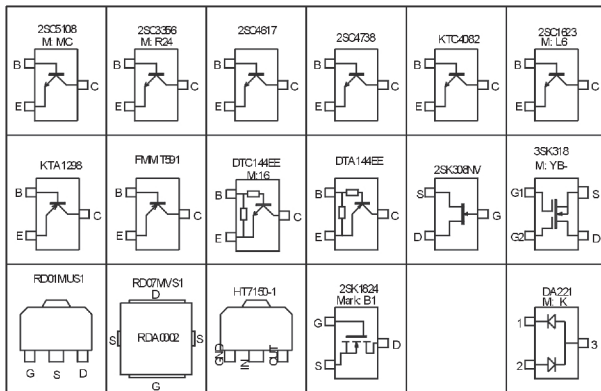 2SC5108
M: MC
B
E
C
2SC3356
M: R24
B
E
C
2SC4617
B
E
C
2SC4738
B
E
C
KTC4082
B
E
C
2SC1623
M: L6
B
E
C
KTA1298
B
E
C
FMMT591
B
E
C
DTC144EE
M:16
B
E
C
DTA144EE
B
E
C
2SK308NV
S
D
G
3SK318
M: YB-
G1
G2
S
D
RD01MUS1
G S D
RD07MVS1
D
S RDA0002 S
G
HT7150-1
GND
IN
OUT
2SK1824
Mark: B1
G
S
D
DA221
M: K
1
2
3